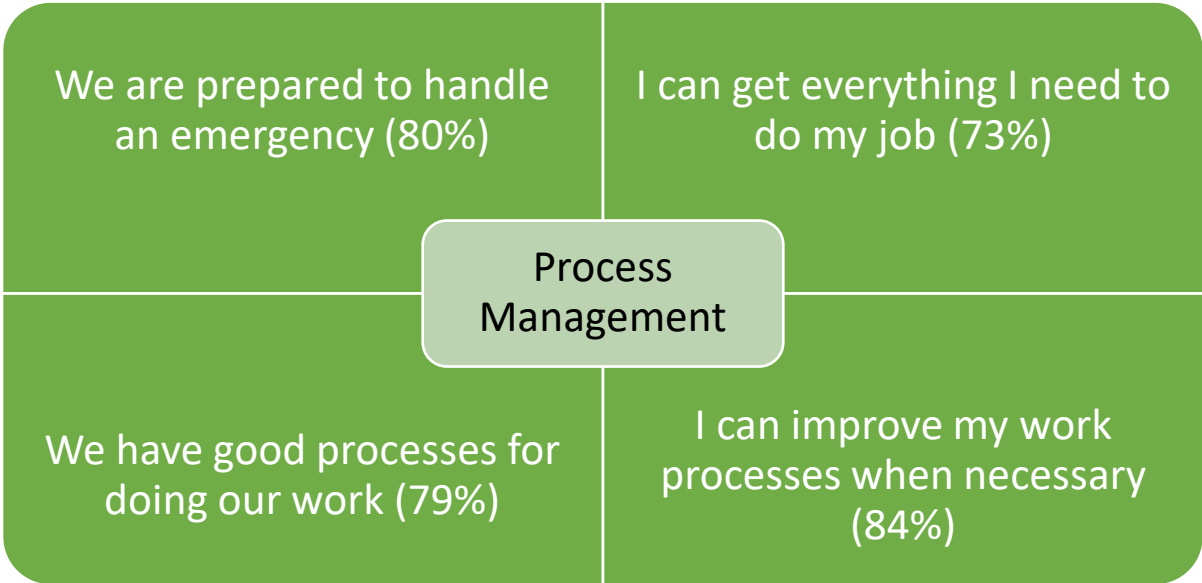 We are prepared to handle
an emergency (80%)
I can get everything I need to
do my job (73%)
Process
Management
We have good processes for
doing our work (79%)
I can improve my work
processes when necessary
(84%)